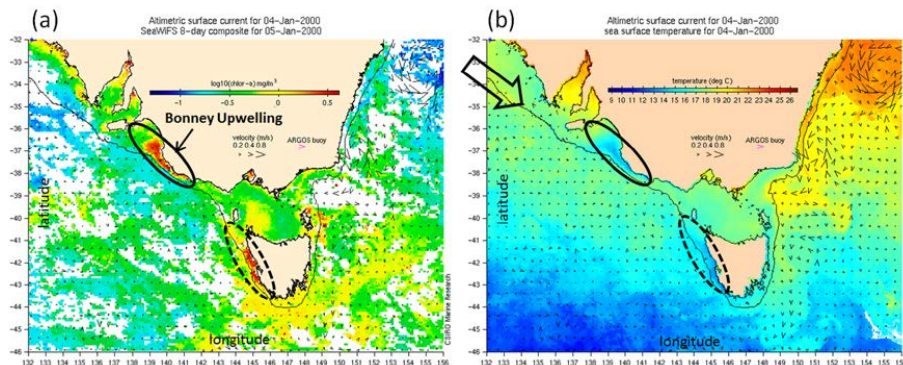 (a)
Altimetric surface current for 04-Jan-2000
SeaWiFS 8-day composite for 05-Jan-2000
-32
-33
-34
-35
-36
-37
-38
-39
-40
-41
-42
-43
-44
-45
-46
latitude
log10(chlor-a) mg/m³
-1 -0.5 0 0.5
Bonney Upwelling
velocity (m/s)
0.2 0.4 0.8
ARGOS buoy
longitude
CSIRO Marine Research
132 133 134 135 136 137 138 139 140 141 142 143 144 145 146 147 148 149 150 151 152 153 154 155 156
(b)
Altimetric surface current for 04-Jan-2000
sea surface temperature for 04-Jan-2000
-32
-33
-34
-35
-36
-37
-38
-39
-40
-41
-42
-43
-44
-45
-46
latitude
temperature (deg C)
9 10 11 12 13 14 15 16 17 18 19 20 21 22 23 24 25 26
velocity (m/s)
0.2 0.4 0.8
ARGOS buoy
longitude
132 133 134 135 136 137 138 139 140 141 142 143 144 145 146 147 148 149 150 151 152 153 154 155 156